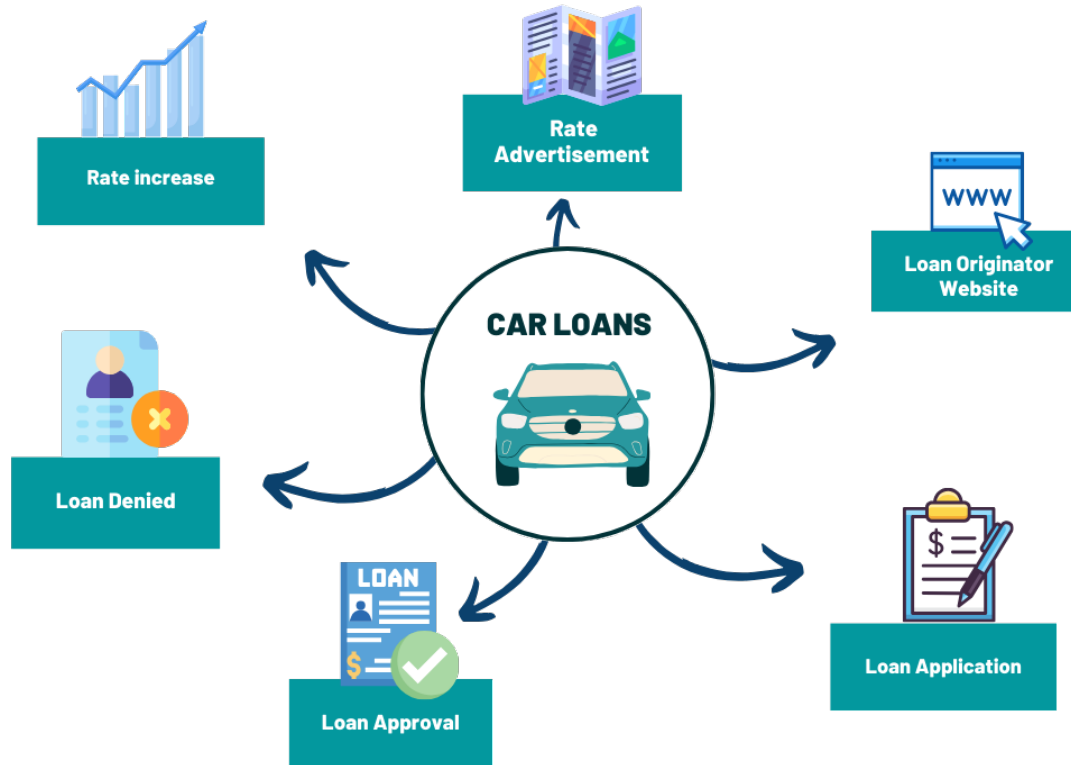 Rate
Advertisement
Rate increase
WWW
Loan Originator
Website
CAR LOANS
Loan Denied
$
Loan Application
LOAN
$
Loan Approval